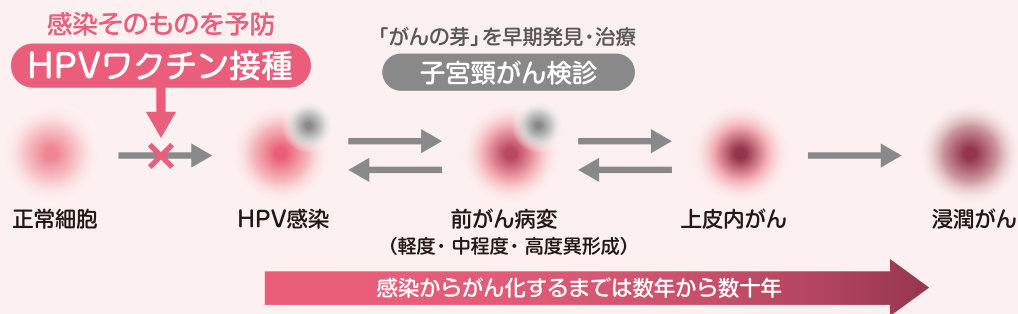 感染そのものを予防
HPVワクチン接種
「がんの芽」を早期発見・治療
子宮頸がん検診
正常細胞
HPV感染
前がん病変
（軽度・中程度・高度異形成）
上皮内がん
浸潤がん
感染からがん化するまでは数年から数十年